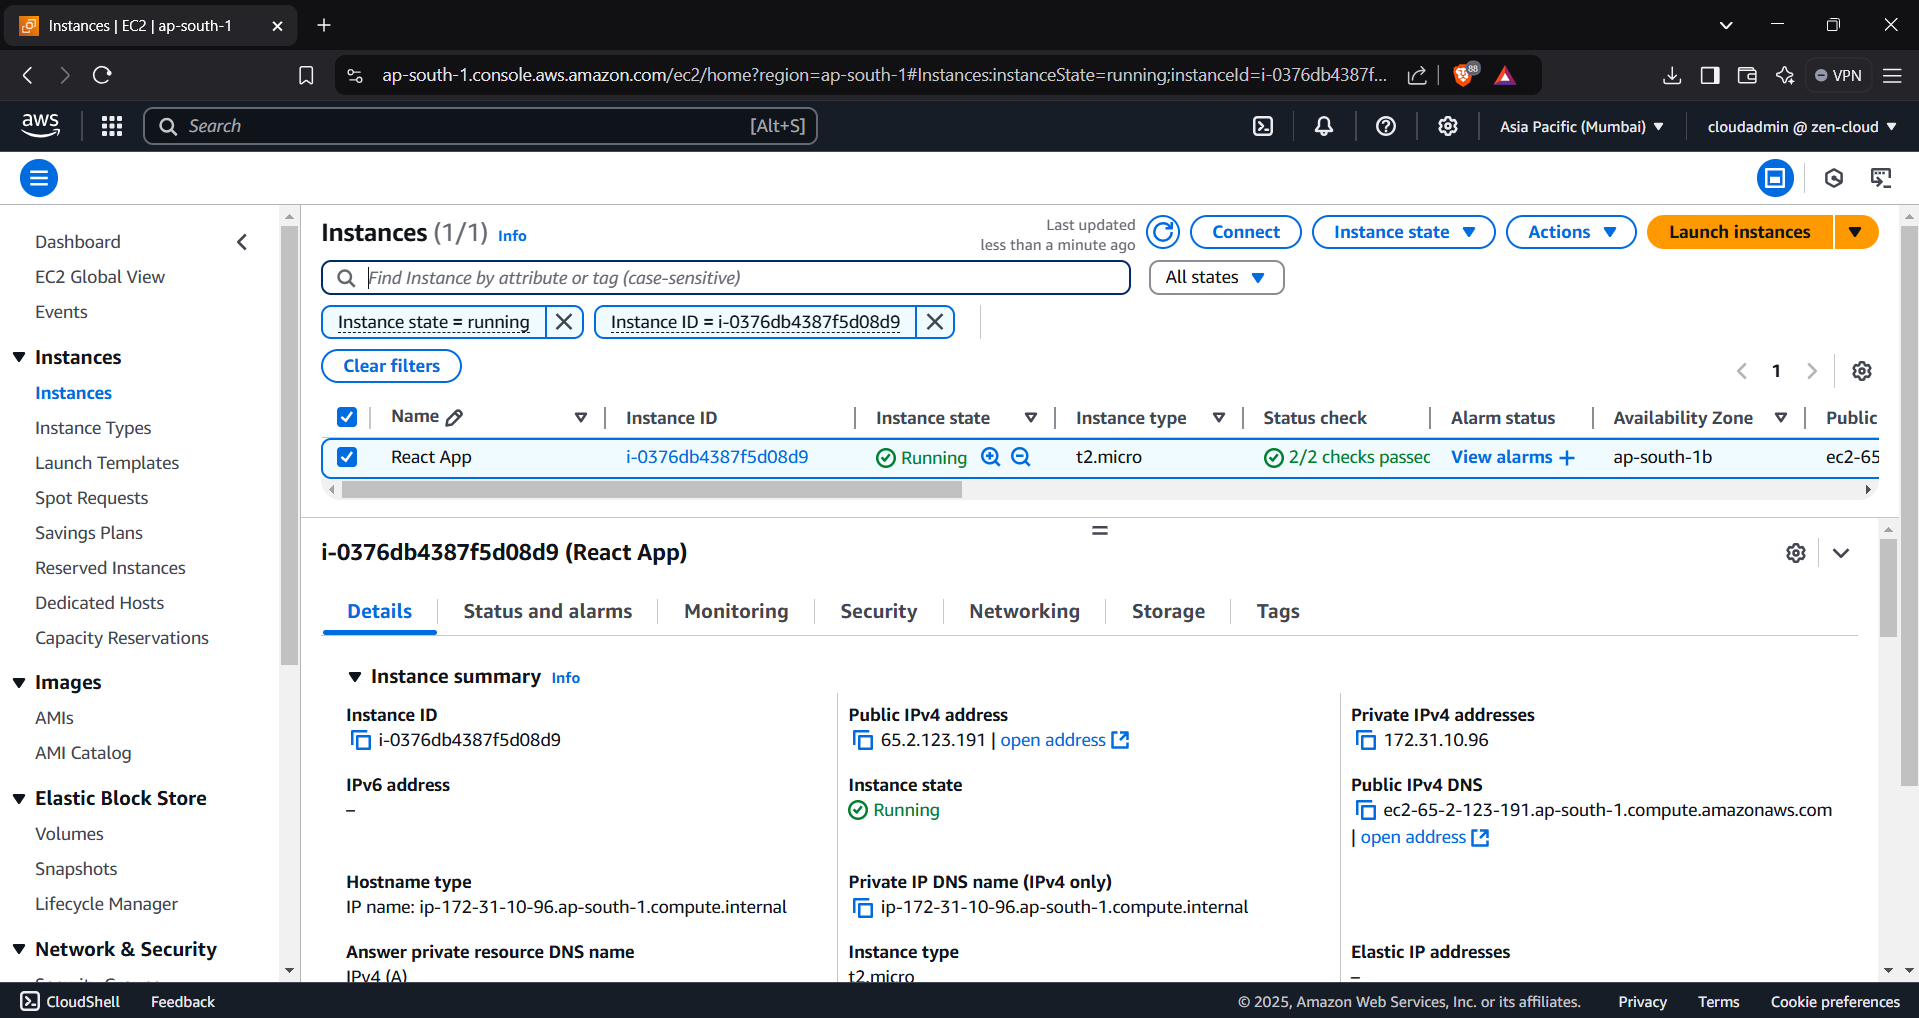 Instances | EC2 | ap-south-1
ap-south-1.console.aws.amazon.com/ec2/home?region=ap-south-1#Instances:instanceState=running;instanceId=i-0376db4387f...
88
VPN
aws
Search
[Alt+S]
Asia Pacific (Mumbai)
cloudadmin @ zen-cloud
Dashboard
EC2 Global View
Events
Instances
Instances
Instance Types
Launch Templates
Spot Requests
Savings Plans
Reserved Instances
Dedicated Hosts
Capacity Reservations
Images
AMIs
AMI Catalog
Elastic Block Store
Volumes
Snapshots
Lifecycle Manager
Network & Security
Instances (1/1) Info
Last updated
less than a minute ago
Connect
Instance state
Actions
Launch instances
Find Instance by attribute or tag (case-sensitive)
All states
Instance state = running
Instance ID = i-0376db4387f5d08d9
Clear filters
1
Name Instance ID Instance state Instance type Status check Alarm status Availability Zone Public
React App i-0376db4387f5d08d9 Running t2.micro 2/2 checks passed View alarms + ap-south-1b ec2-65
i-0376db4387f5d08d9 (React App)
Details Status and alarms Monitoring Security Networking Storage Tags
Instance summary Info
Instance ID
i-0376db4387f5d08d9
Public IPv4 address
65.2.123.191 | open address
Private IPv4 addresses
172.31.10.96
IPv6 address
–
Instance state
Running
Public IPv4 DNS
ec2-65-2-123-191.ap-south-1.compute.amazonaws.com
| open address
Hostname type
IP name: ip-172-31-10-96.ap-south-1.compute.internal
Private IP DNS name (IPv4 only)
ip-172-31-10-96.ap-south-1.compute.internal
Answer private resource DNS name
IPv4 (A)
Instance type
t2.micro
Elastic IP addresses
–
CloudShell
Feedback
© 2025, Amazon Web Services, Inc. or its affiliates.
Privacy
Terms
Cookie preferences